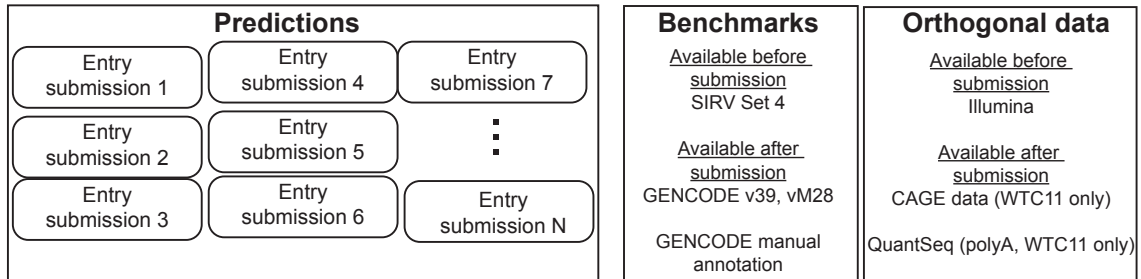 Predictions
Entry
submission 1
Entry
submission 4
Entry
submission 7
Entry
submission 2
Entry
submission 5
Entry
submission 3
Entry
submission 6
Entry
submission N
Benchmarks
Available before
submission
SIRV Set 4
Available after
submission
GENCODE v39, vM28
GENCODE manual
annotation
Orthogonal data
Available before
submission
Illumina
Available after
submission
CAGE data (WTC11 only)
QuantSeq (polyA, WTC11 only)